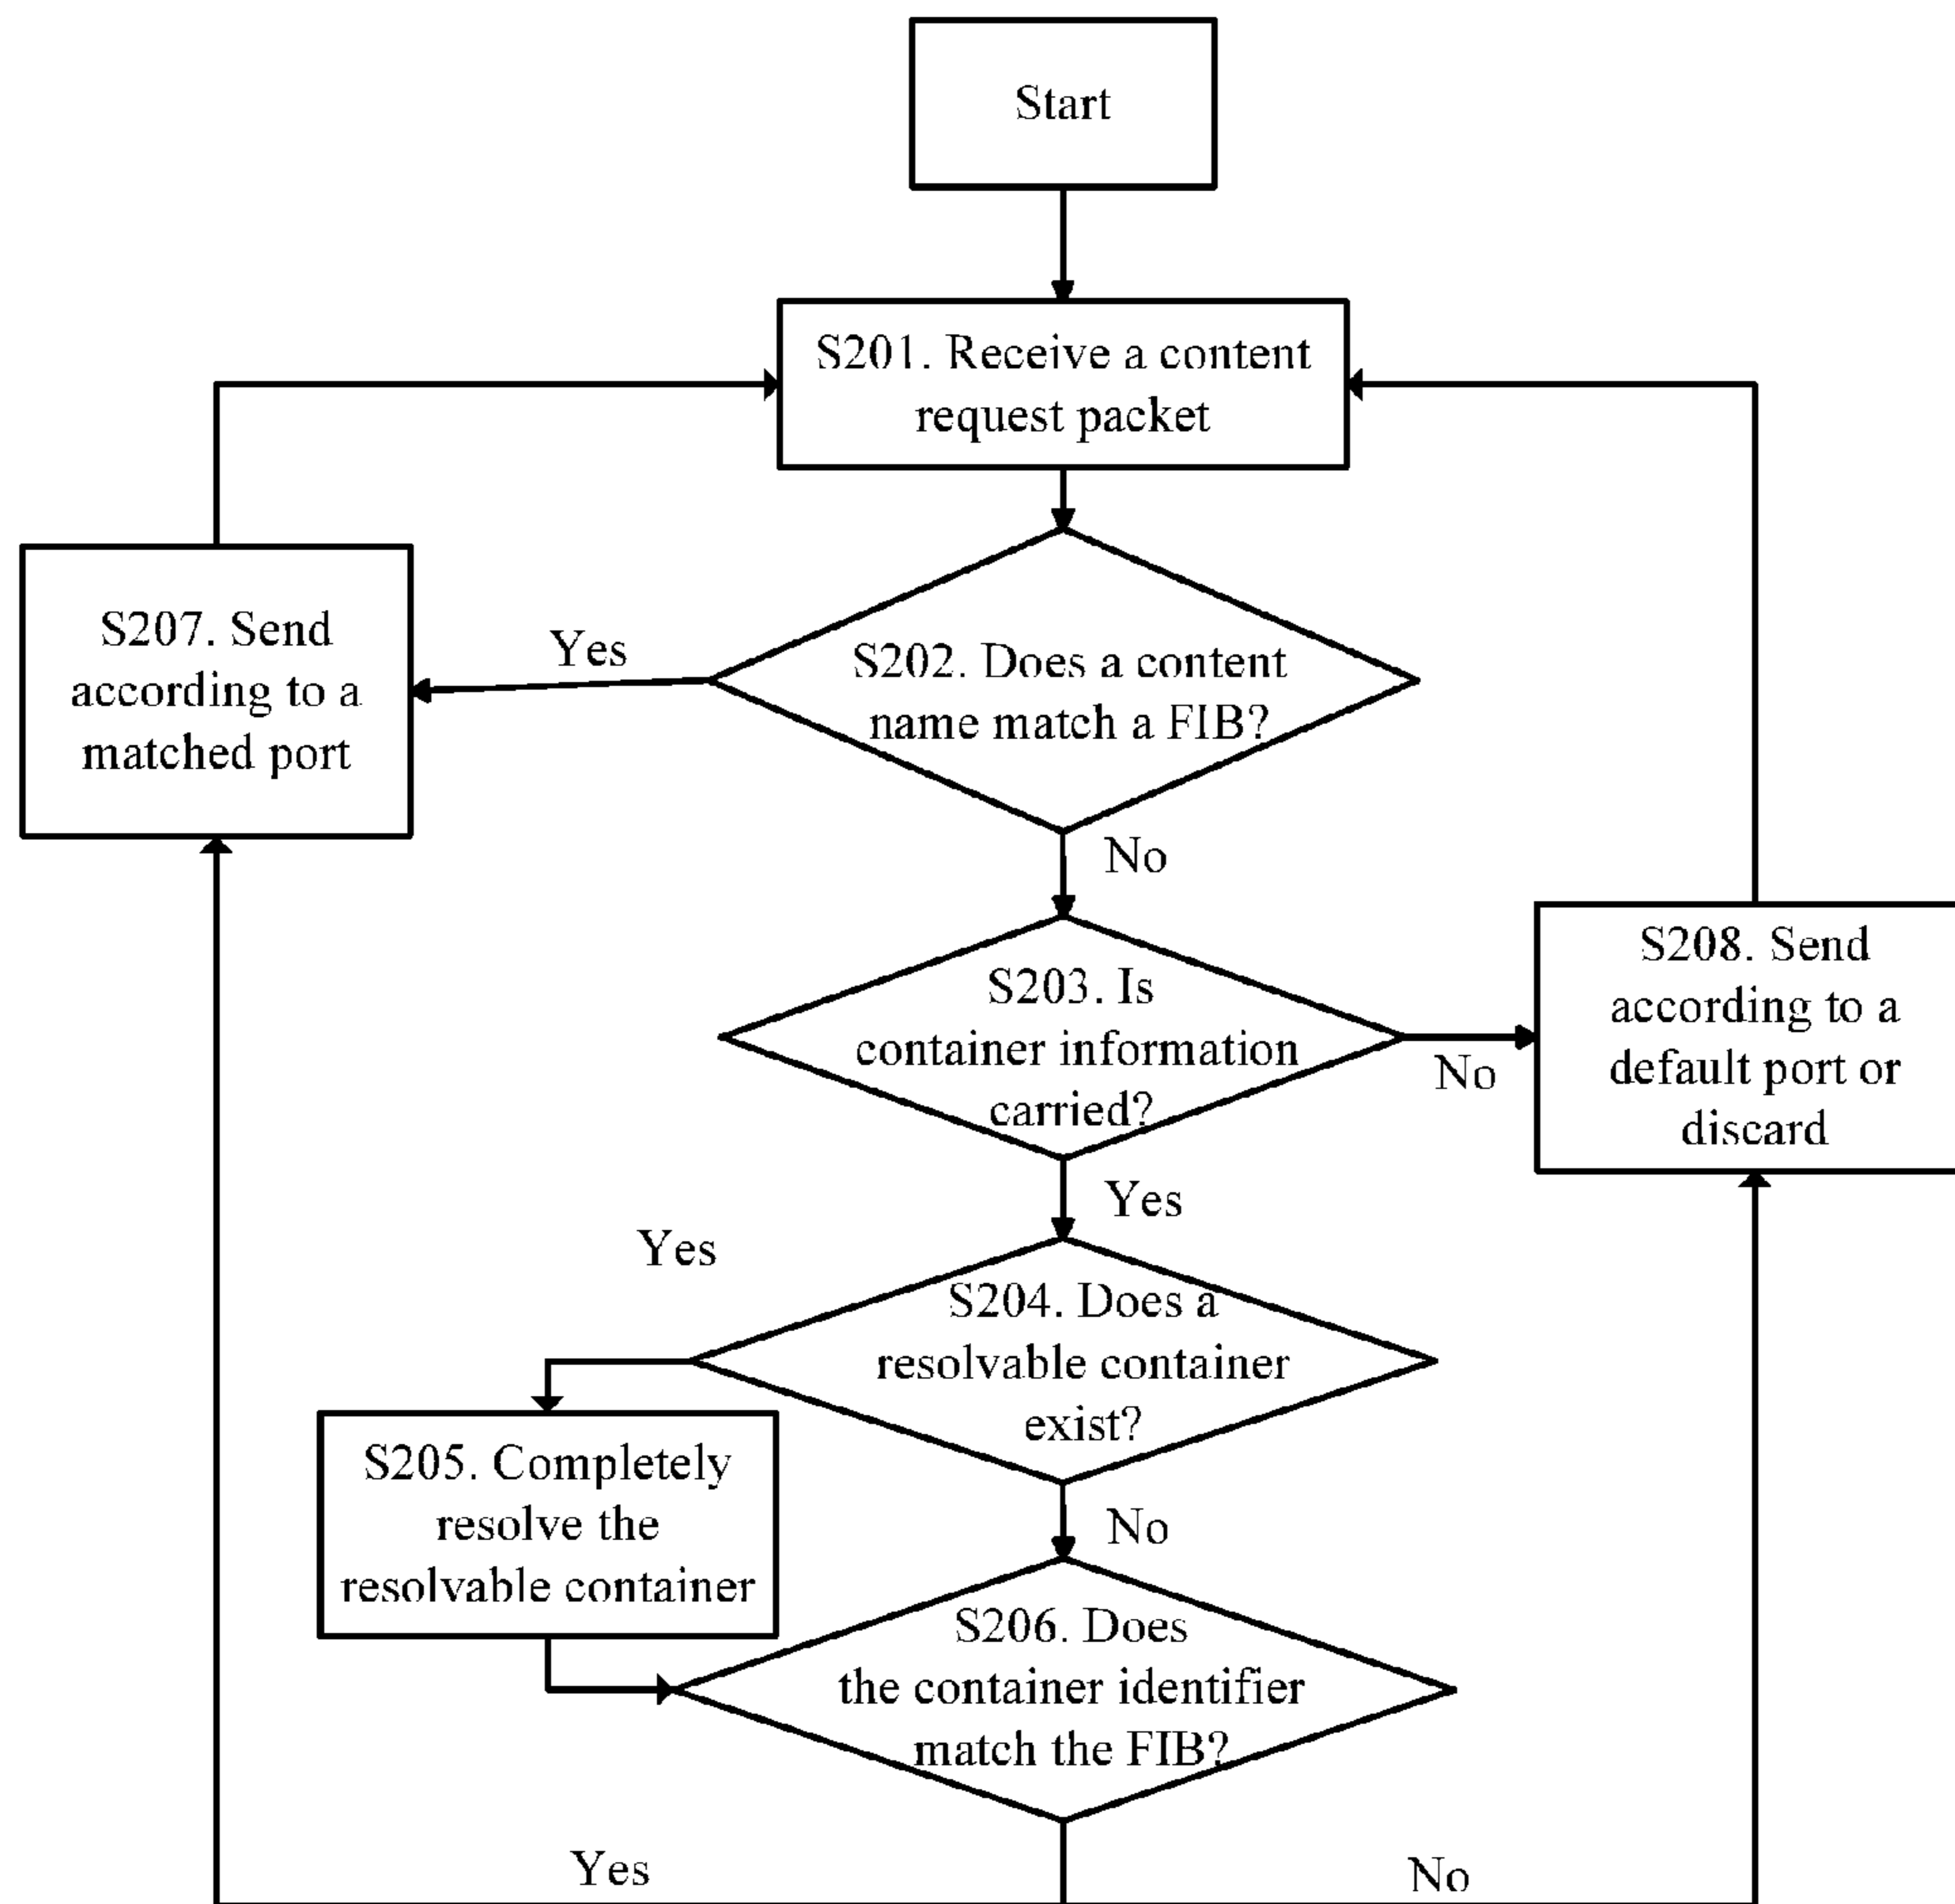 Start
S201. Receive a content
request packet
S207. Send
according to a
matched port
Yes
S202. Does a content
name match a FIB?
No
S203. Is
container information
carried?
No
S208. Send
according to a
default port or
discard
Yes
Yes
S204. Does a
resolvable container
exist?
S205. Completely
resolve the
resolvable container
No
S206. Does
the container identifier
match the FIB?
Yes
No